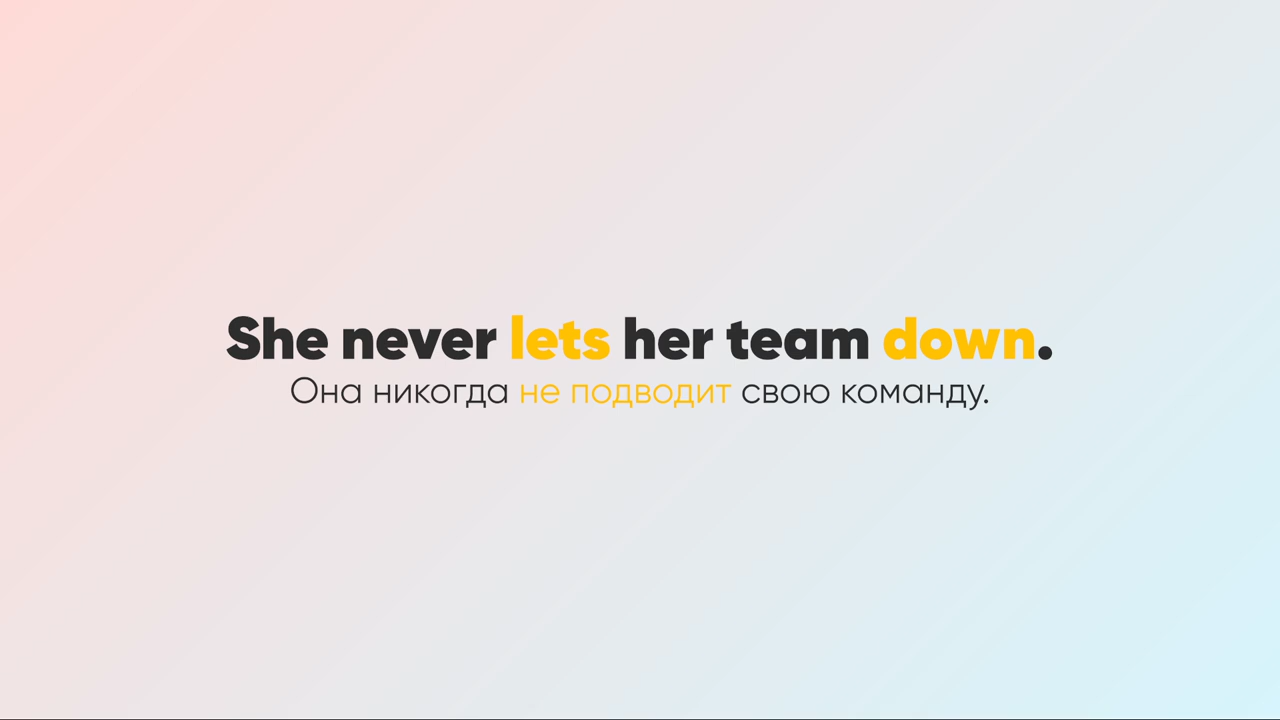 She never lets her team down.
Она никогда не подводит свою команду.